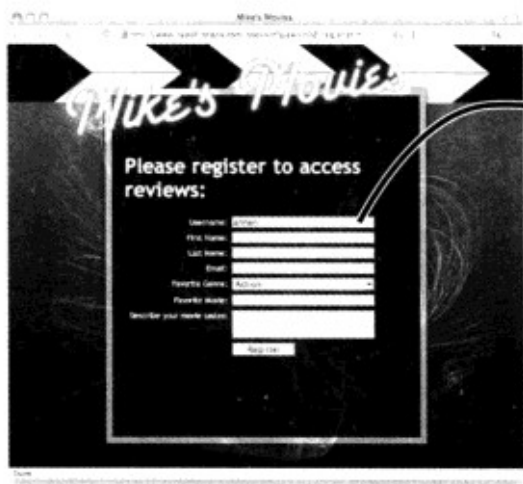 Mike's Movies
Mike's Movies
Please register to access
reviews:
Username:
First Name:
Last Name:
Email:
Favorite Genre: Action
Favorite Movie:
Describe your movie tastes:
Register
Done